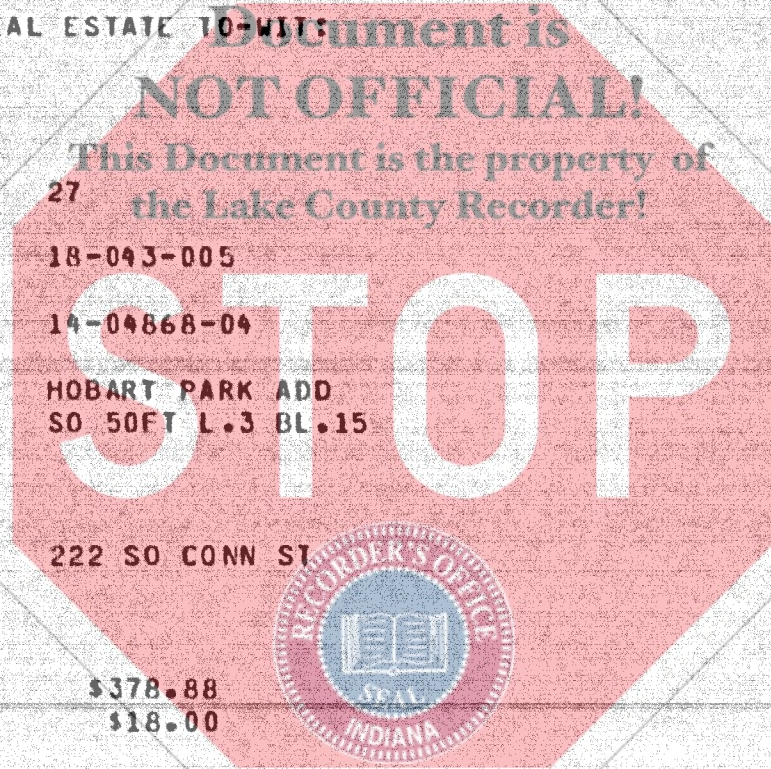 AL ESTATE TO-WIT:
Document is
NOT OFFICIAL!
This Document is the property of
the Lake County Recorder!
27
18-043-005
14-04868-04
HOBART PARK ADD
SO 50FT L.3 BL.15
STOP
222 SO CONN ST
RECORDER'S OFFICE
SEAL
INDIANA
$378.88
$18.00